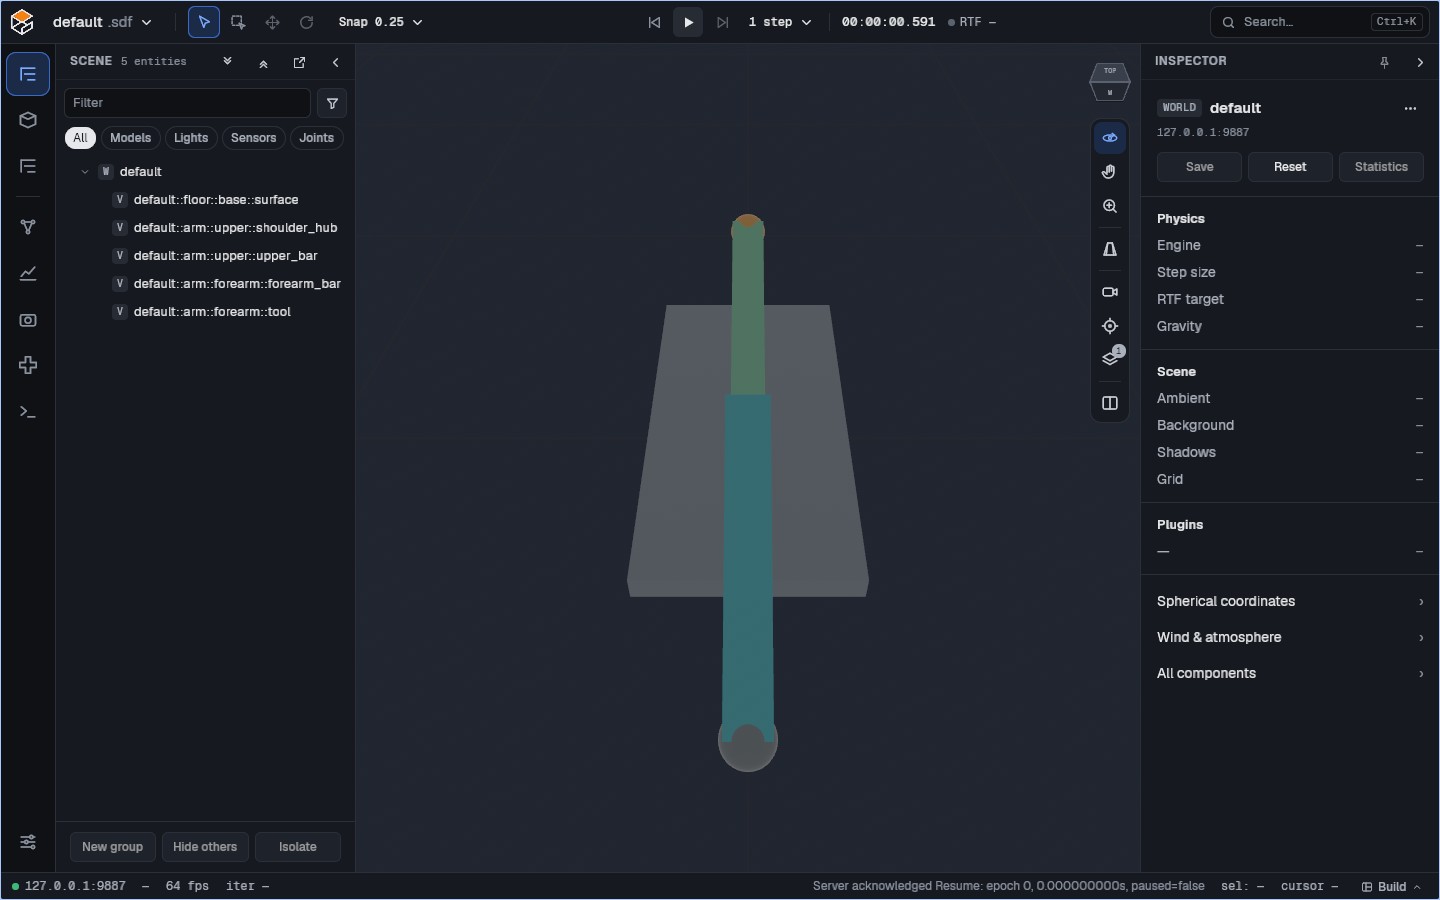 default .sdf
Snap 0.25
1 step
00:00:00.591
RTF –
Search...
Ctrl+K
SCENE 5 entities
Filter
All
Models
Lights
Sensors
Joints
W default
V default::floor::base::surface
V default::arm::upper::shoulder_hub
V default::arm::upper::upper_bar
V default::arm::forearm::forearm_bar
V default::arm::forearm::tool
New group
Hide others
Isolate
TOP
1
INSPECTOR
WORLD default
127.0.0.1:9887
Save
Reset
Statistics
Physics
Engine –
Step size –
RTF target –
Gravity –
Scene
Ambient –
Background –
Shadows –
Grid –
Plugins
— –
Spherical coordinates
Wind & atmosphere
All components
127.0.0.1:9887 – 64 fps iter –
Server acknowledged Resume: epoch 0, 0.000000000s, paused=false
sel: –
cursor –
Build